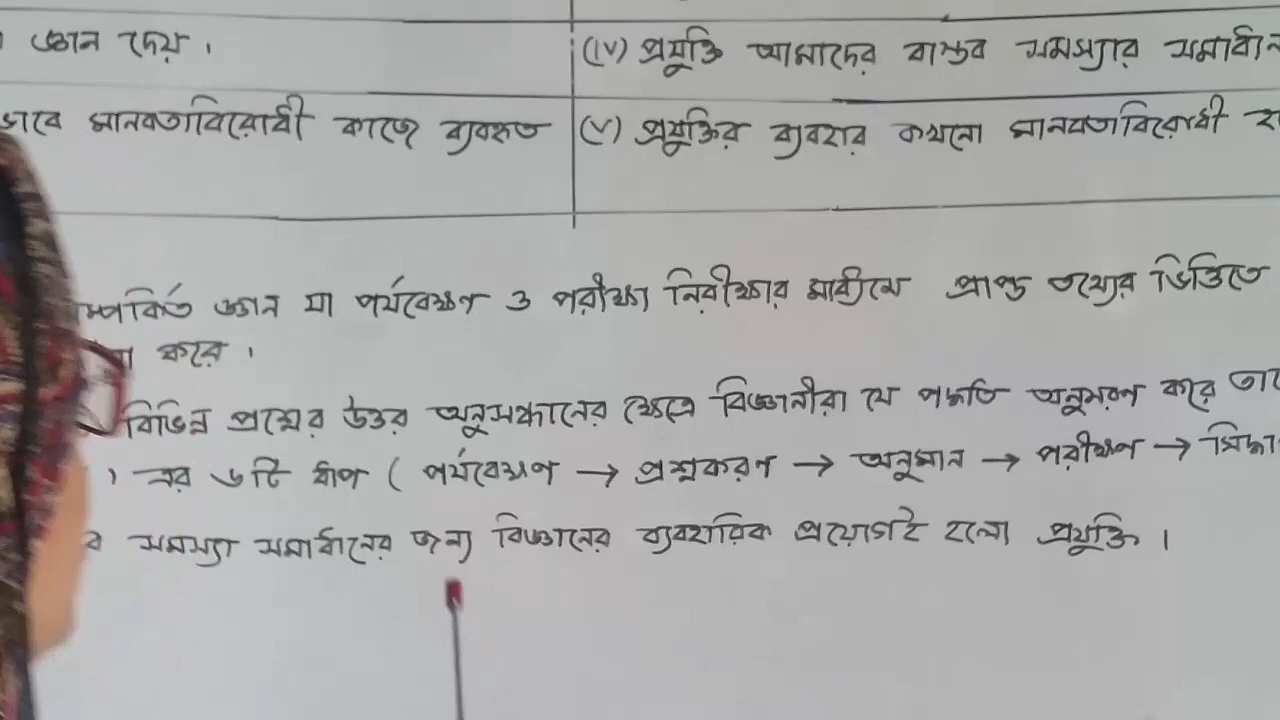 জ্ঞান দেয়।
(iv) প্রযুক্তি আমাদের বাস্তব সমস্যার সমাধান
ভাবে মানবতাবিরোধী কাজে ব্যবহৃত
(v) প্রযুক্তির ব্যবহার কখনো মানবতাবিরোধী
ম্পর্কিত জ্ঞান যা পর্যবেক্ষণ ও পরীক্ষা নিরীক্ষার মাধ্যমে প্রাপ্ত তথ্যের ভিত্তিতে
করে।
বিভিন্ন প্রশ্নের উত্তর অনুসন্ধানের ক্ষেত্রে বিজ্ঞানীরা যে পদ্ধতি অনুসরণ করে তাকে
এর ৬টি ধাপ ( পর্যবেক্ষণ → প্রশ্নকরণ → অনুমান → পরীক্ষণ → সিদ্ধা
সমস্যা সমাধানের জন্য বিজ্ঞানের ব্যবহারিক প্রয়োগই হলো প্রযুক্তি।